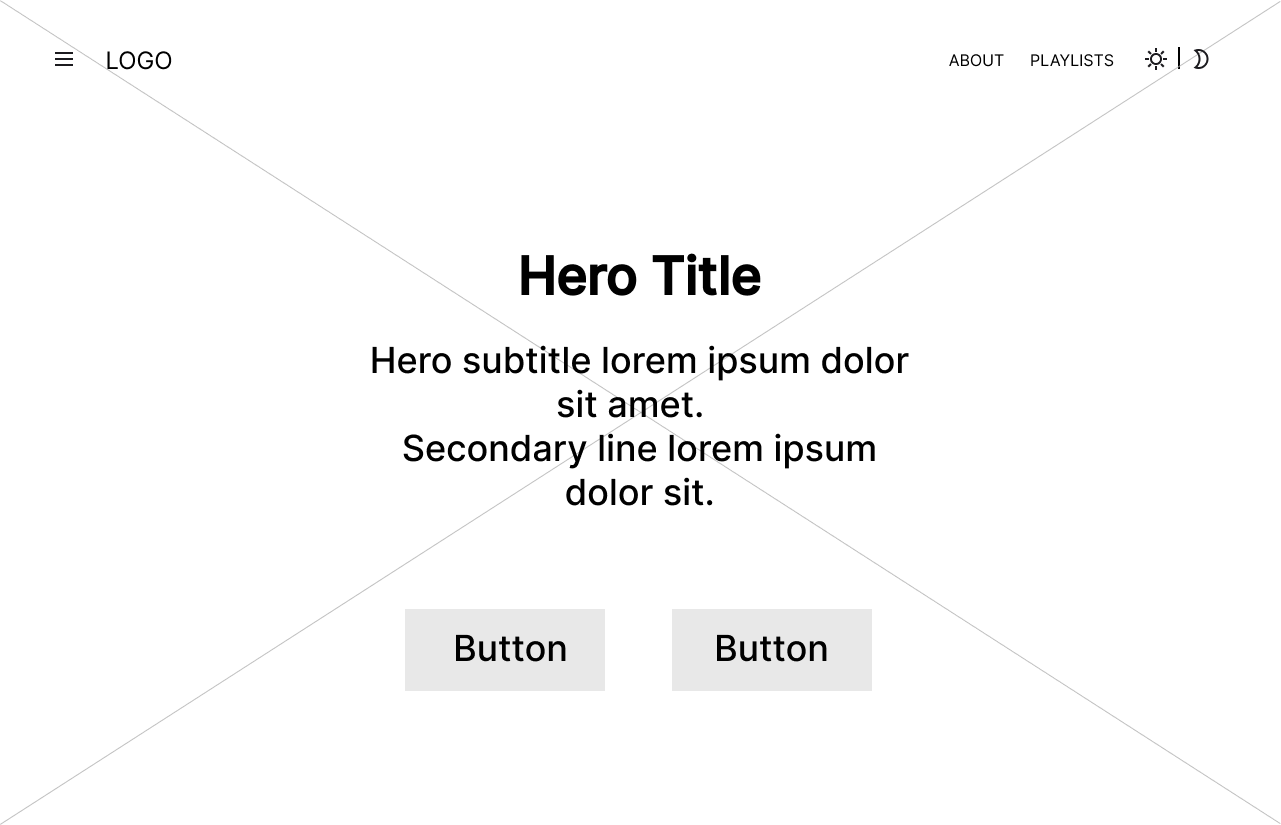 LOGO
ABOUT PLAYLISTS
Hero Title
Hero subtitle lorem ipsum dolor
sit amet.
Secondary line lorem ipsum
dolor sit.
Button Button